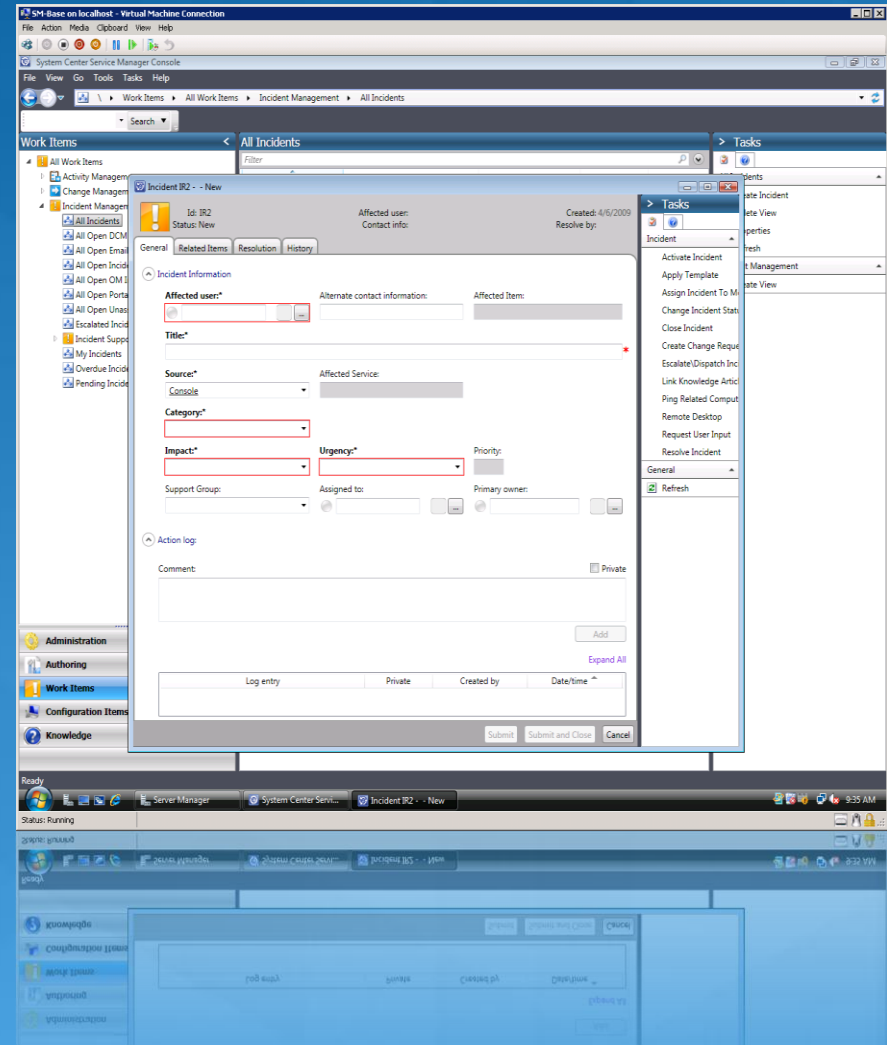 SM-Base on localhost - Virtual Machine Connection
File Action Media Clipboard View Help
System Center Service Manager Console
File View Go Tools Tasks Help
\ Work Items All Work Items Incident Management All Incidents
Search
Work Items < All Incidents > Tasks
All Work Items
Filter
Activity Managem
Change Managem
Incident Managem
All Incidents
All Open DCM
All Open Email
All Open Incide
All Open OM I
All Open Porta
All Open Unas
Escalated Incid
Incident Suppo
My Incidents
Overdue Incide
Pending Incide
Incident IR2 - - New
Id: IR2 Affected user: Created: 4/6/2009
Status: New Contact info: Resolve by:
General Related Items Resolution History
Incident Information
Affected user:* Alternate contact information: Affected Item:
...
Title:*
*
Source:* Affected Service:
Console
Category:*
Impact:* Urgency:* Priority:
Support Group: Assigned to: Primary owner:
... ...
Action log:
Comment: Private
Add
Expand All
Log entry Private Created by Date/time
Submit Submit and Close Cancel
> Tasks
Incident
Activate Incident
Apply Template
Assign Incident To M
Change Incident Statu
Close Incident
Create Change Reque
Escalate\Dispatch Inc
Link Knowledge Artic
Ping Related Comput
Remote Desktop
Request User Input
Resolve Incident
General
Refresh
idents
eate Incident
lete View
operties
fresh
t Management
eate View
Administration
Authoring
Work Items
Configuration Items
Knowledge
Ready
Server Manager System Center Servi... Incident IR2 - - New 9:35 AM
Status: Running